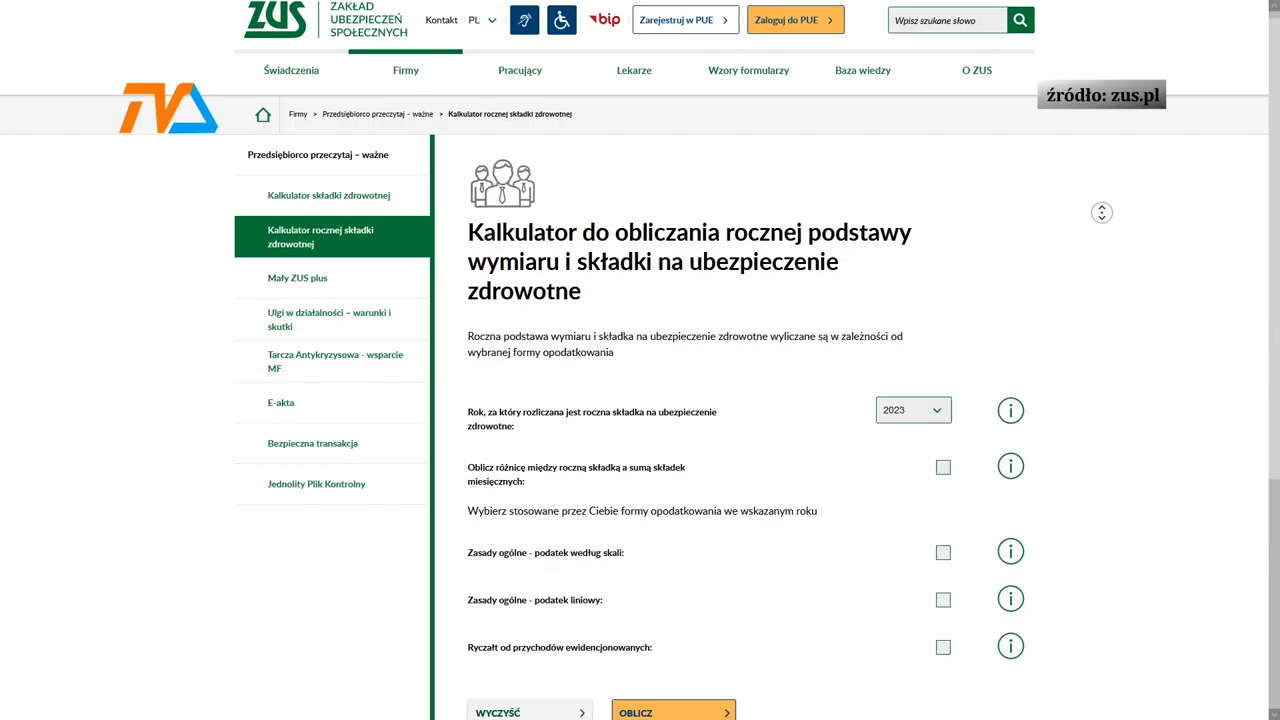 ZUS
ZAKŁAD
UBEZPIECZEŃ
SPOŁECZNYCH
Kontakt
PL
bip
Zarejestruj w PUE
Zaloguj do PUE
Wpisz szukane słowo
Świadczenia
Firmy
Pracujący
Lekarze
Wzory formularzy
Baza wiedzy
O ZUS
źródło: zus.pl
Firmy > Przedsiębiorco przeczytaj – ważne > Kalkulator rocznej składki zdrowotnej
Przedsiębiorco przeczytaj – ważne
Kalkulator składki zdrowotnej
Kalkulator rocznej składki
zdrowotnej
Mały ZUS plus
Ulgi w działalności – warunki i
skutki
Tarcza Antykryzysowa - wsparcie
MF
E-akta
Bezpieczna transakcja
Jednolity Plik Kontrolny
Kalkulator do obliczania rocznej podstawy
wymiaru i składki na ubezpieczenie
zdrowotne
Roczna podstawa wymiaru i składka na ubezpieczenie zdrowotne wyliczane są w zależności od
wybranej formy opodatkowania
Rok, za który rozliczana jest roczna składka na ubezpieczenie
zdrowotne:
2023
Oblicz różnicę między roczną składką a sumą składek
miesięcznych:
Wybierz stosowane przez Ciebie formy opodatkowania we wskazanym roku
Zasady ogólne - podatek według skali:
Zasady ogólne - podatek liniowy:
Ryczałt od przychodów ewidencjonowanych:
WYCZYŚĆ
OBLICZ